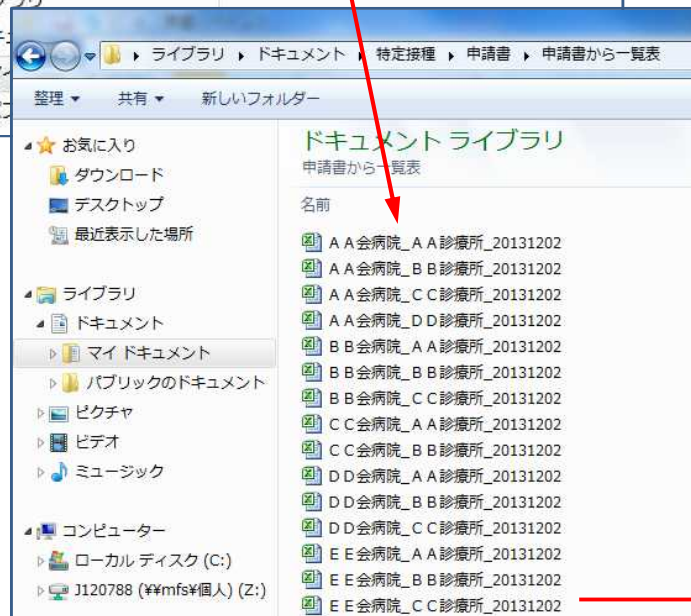 ライブラリ ▸ ドキュメント ▸ 特定接種 ▸ 申請書 ▸ 申請書から一覧表
整理 ▼ 共有 ▼ 新しいフォルダー
お気に入り
ダウンロード
デスクトップ
最近表示した場所
ライブラリ
ドキュメント
マイ ドキュメント
パブリックのドキュメント
ピクチャ
ビデオ
ミュージック
コンピューター
ローカル ディスク (C:)
J120788 (¥¥mfs¥個人) (Z:)
ドキュメント ライブラリ
申請書から一覧表
名前
ＡＡ会病院_ＡＡ診療所_20131202
ＡＡ会病院_ＢＢ診療所_20131202
ＡＡ会病院_ＣＣ診療所_20131202
ＡＡ会病院_ＤＤ診療所_20131202
ＢＢ会病院_ＡＡ診療所_20131202
ＢＢ会病院_ＢＢ診療所_20131202
ＢＢ会病院_ＣＣ診療所_20131202
ＣＣ会病院_ＡＡ診療所_20131202
ＣＣ会病院_ＢＢ診療所_20131202
ＤＤ会病院_ＡＡ診療所_20131202
ＤＤ会病院_ＢＢ診療所_20131202
ＤＤ会病院_ＣＣ診療所_20131202
ＥＥ会病院_ＡＡ診療所_20131202
ＥＥ会病院_ＢＢ診療所_20131202
ＥＥ会病院_ＣＣ診療所_20131202